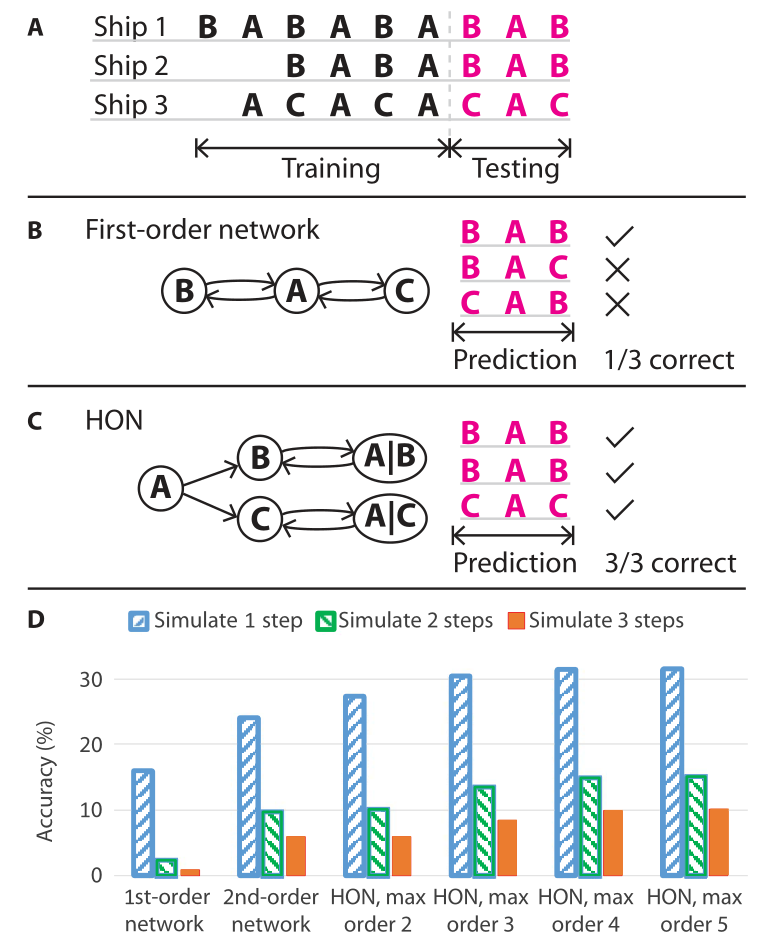 A
Ship 1 B A B A B A B A B
Ship 2 B A B A B A B
Ship 3 A C A C A C A C
Training Testing
B First-order network
B A B ✓
B A C ×
C A B ×
B A C
Prediction 1/3 correct
C HON
B A B ✓
B A B ✓
C A C ✓
A B A|B
C A|C
Prediction 3/3 correct
D
Simulate 1 step Simulate 2 steps Simulate 3 steps
Accuracy (%)
30
20
10
0
1st-order network
2nd-order network
HON, max order 2
HON, max order 3
HON, max order 4
HON, max order 5